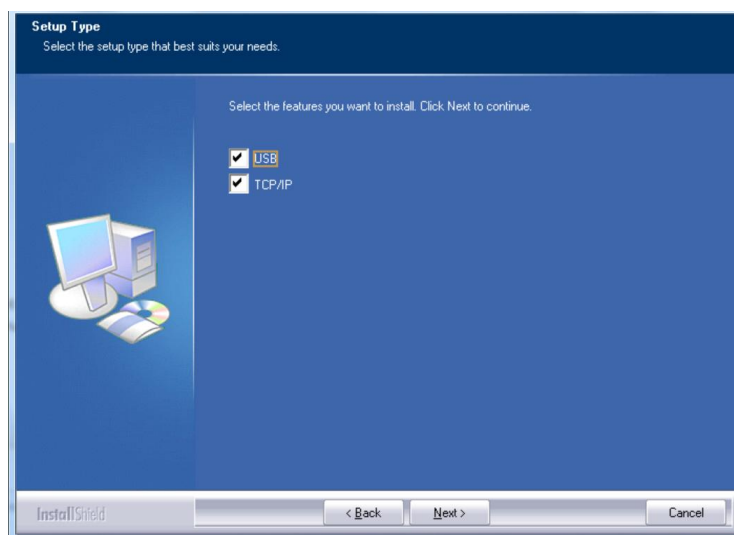 Setup Type
Select the setup type that best suits your needs.
Select the features you want to install. Click Next to continue.
USB
TCP/IP
InstallShield
< Back
Next >
Cancel